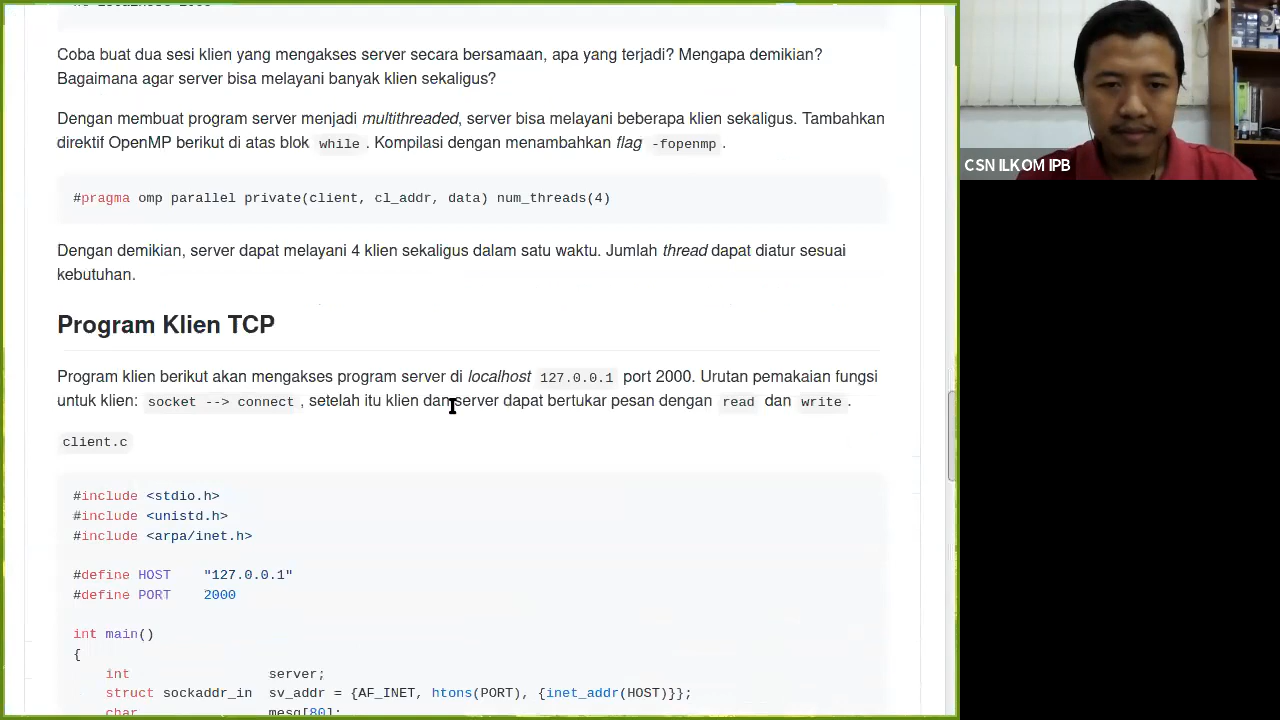 Coba buat dua sesi klien yang mengakses server secara bersamaan, apa yang terjadi? Mengapa demikian?
Bagaimana agar server bisa melayani banyak klien sekaligus?
Dengan membuat program server menjadi multithreaded, server bisa melayani beberapa klien sekaligus. Tambahkan
direktif OpenMP berikut di atas blok while . Kompilasi dengan menambahkan flag -fopenmp .
#pragma omp parallel private(client, cl_addr, data) num_threads(4)
Dengan demikian, server dapat melayani 4 klien sekaligus dalam satu waktu. Jumlah thread dapat diatur sesuai
kebutuhan.
Program Klien TCP
Program klien berikut akan mengakses program server di localhost 127.0.0.1 port 2000. Urutan pemakaian fungsi
untuk klien: socket --> connect , setelah itu klien dan server dapat bertukar pesan dengan read dan write .
client.c
#include <stdio.h>
#include <unistd.h>
#include <arpa/inet.h>
#define HOST "127.0.0.1"
#define PORT 2000
int main()
{
int server;
struct sockaddr_in sv_addr = {AF_INET, htons(PORT), {inet_addr(HOST)}};
char mesg[80];
CSN ILKOM IPB